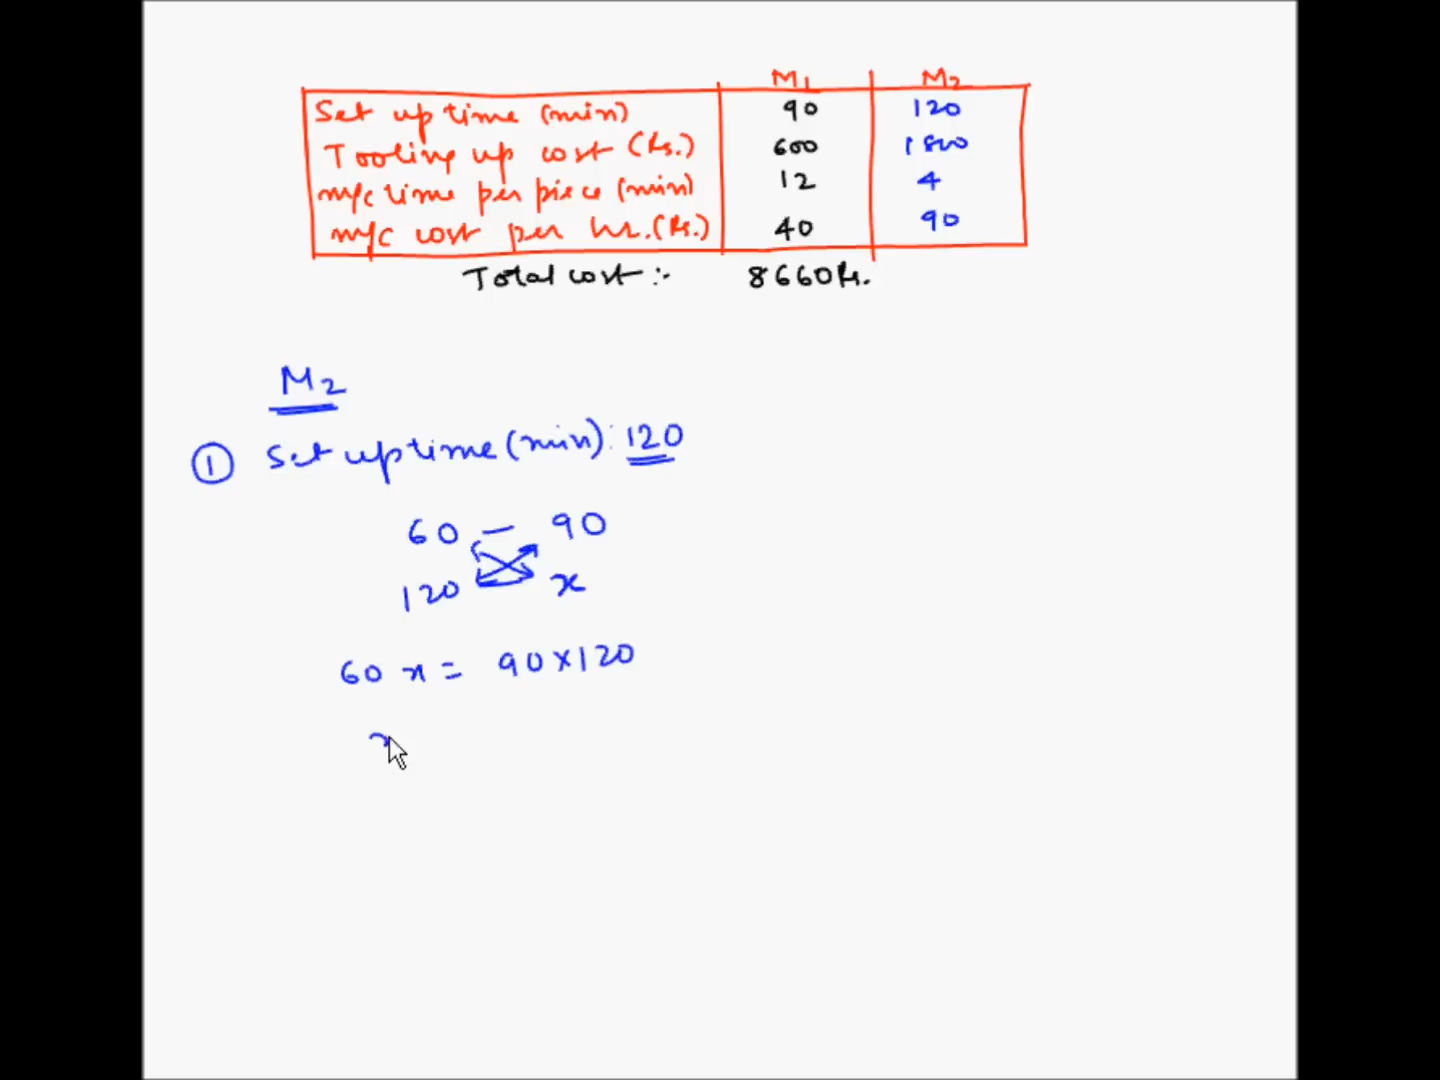 M1 M2
Set up time (min) 90 120
Tooling up cost (Rs.) 600 1800
m/c time per piece (min) 12 4
m/c cost per hr. (Rs.) 40 90
Total cost :- 8660 Rs.
M2
① Set up time (min): 120
60 — 90
120 x
60 x = 90 x 120